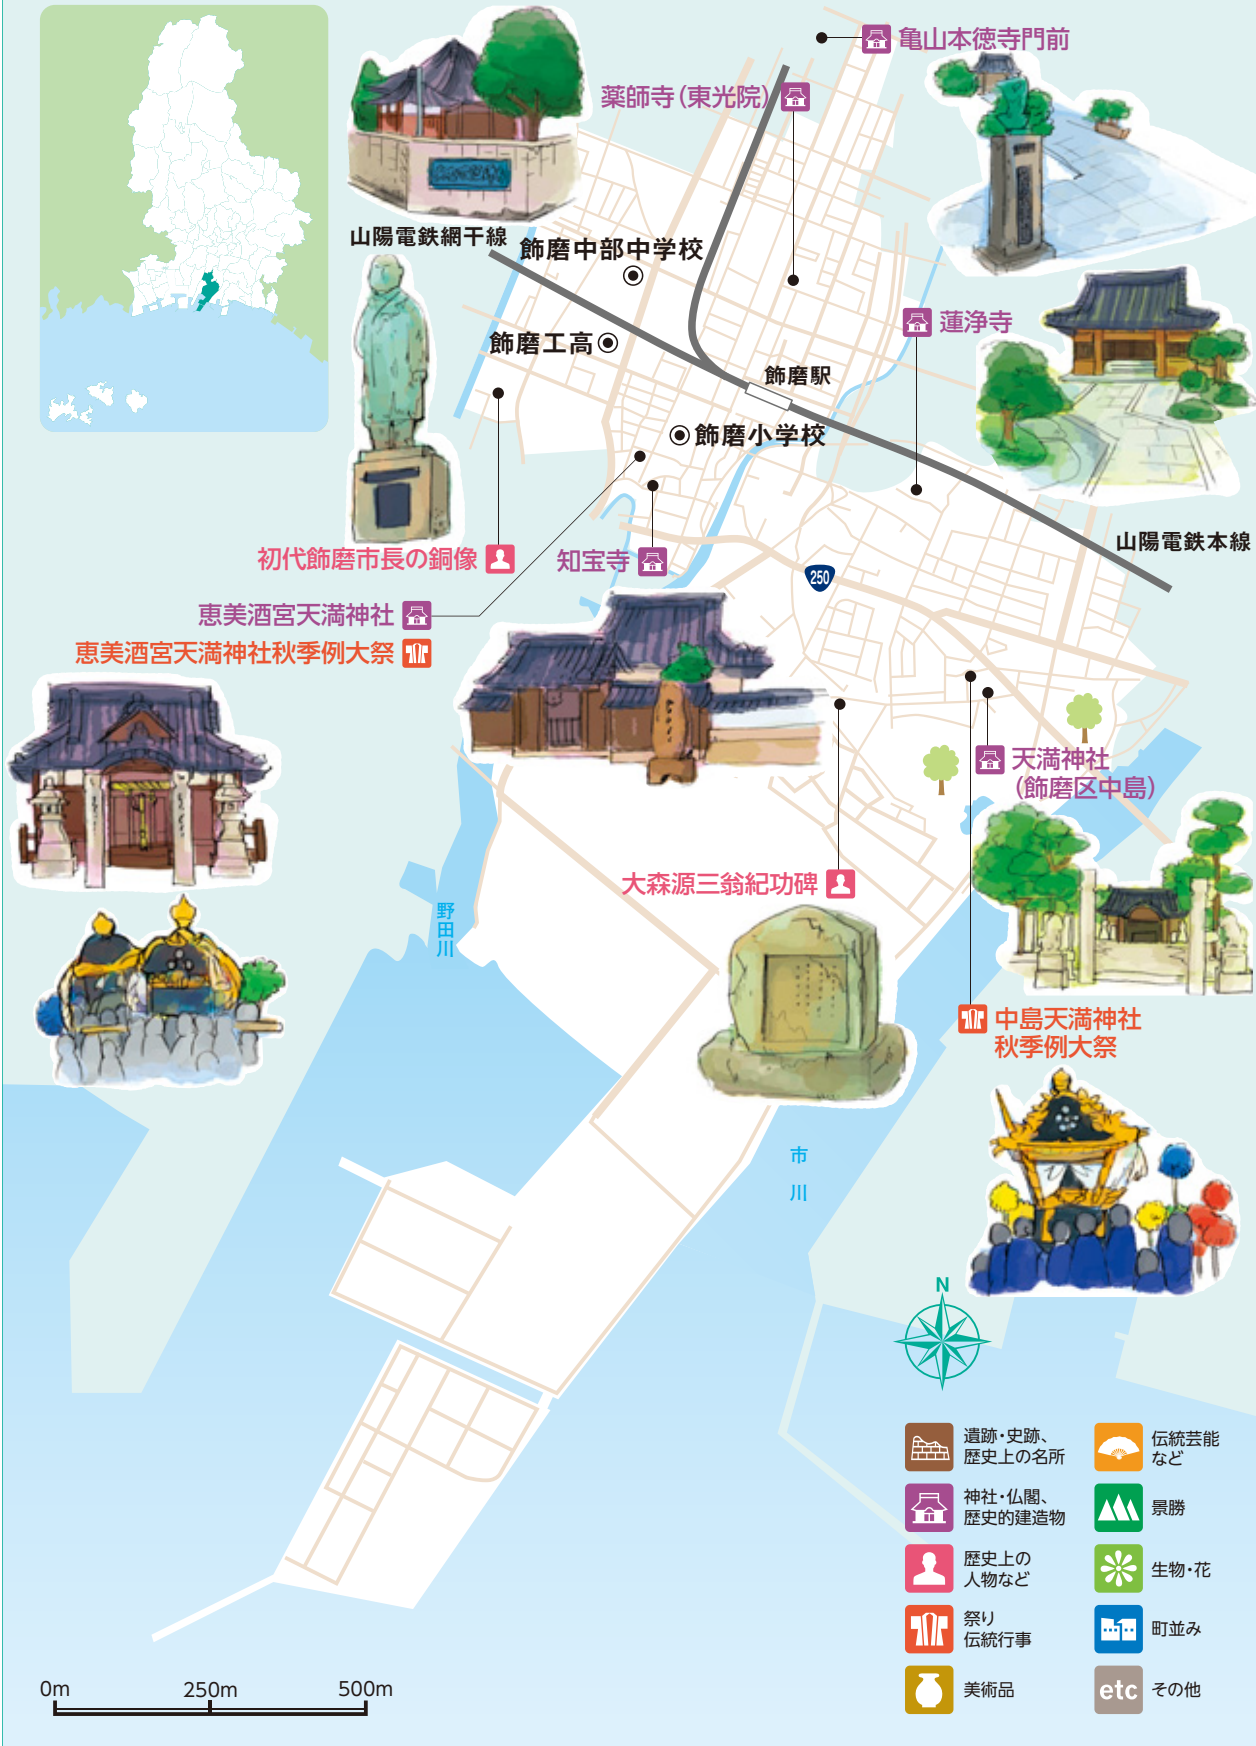 亀山本徳寺門前
薬師寺（東光院）
山陽電鉄網干線
飾磨中部中学校
飾磨工高
蓮浄寺
飾磨駅
飾磨小学校
山陽電鉄本線
初代飾磨市長の銅像
知宝寺
250
恵美酒宮天満神社
恵美酒宮天満神社秋季例大祭
天満神社
（飾磨区中島）
大森源三翁紀功碑
野田川
中島天満神社
秋季例大祭
市川
N
遺跡・史跡、
歴史上の名所
伝統芸能
など
神社・仏閣、
歴史的建造物
景勝
歴史上の
人物など
生物・花
祭り
伝統行事
町並み
美術品
etc その他
0m 250m 500m